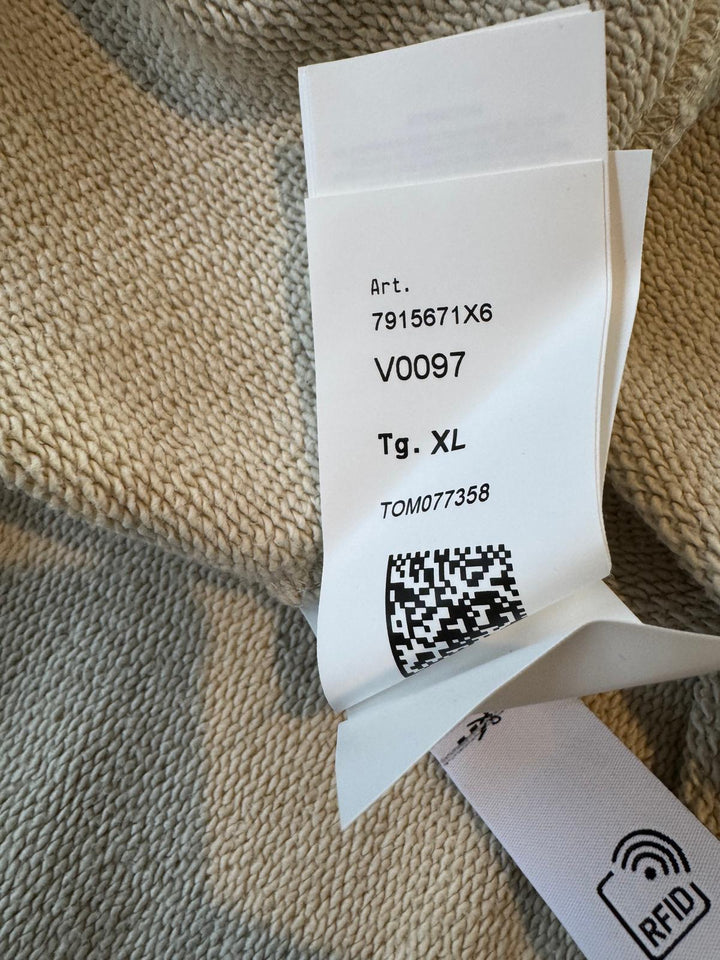 Art.
7915671X6
V0097
Tg. XL
TOM077358
RFID